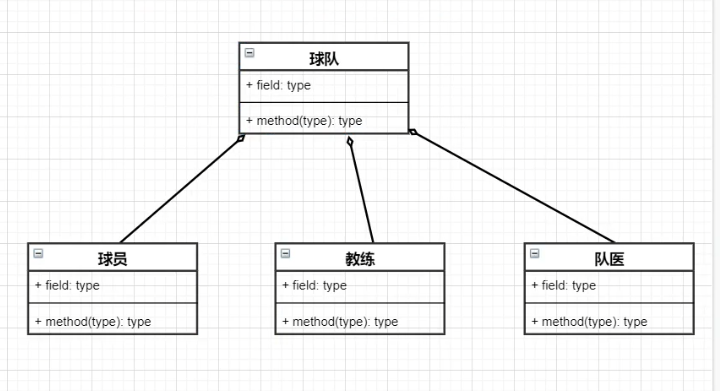 球队
+ field: type
+ method(type): type
球员
+ field: type
+ method(type): type
教练
+ field: type
+ method(type): type
队医
+ field: type
+ method(type): type